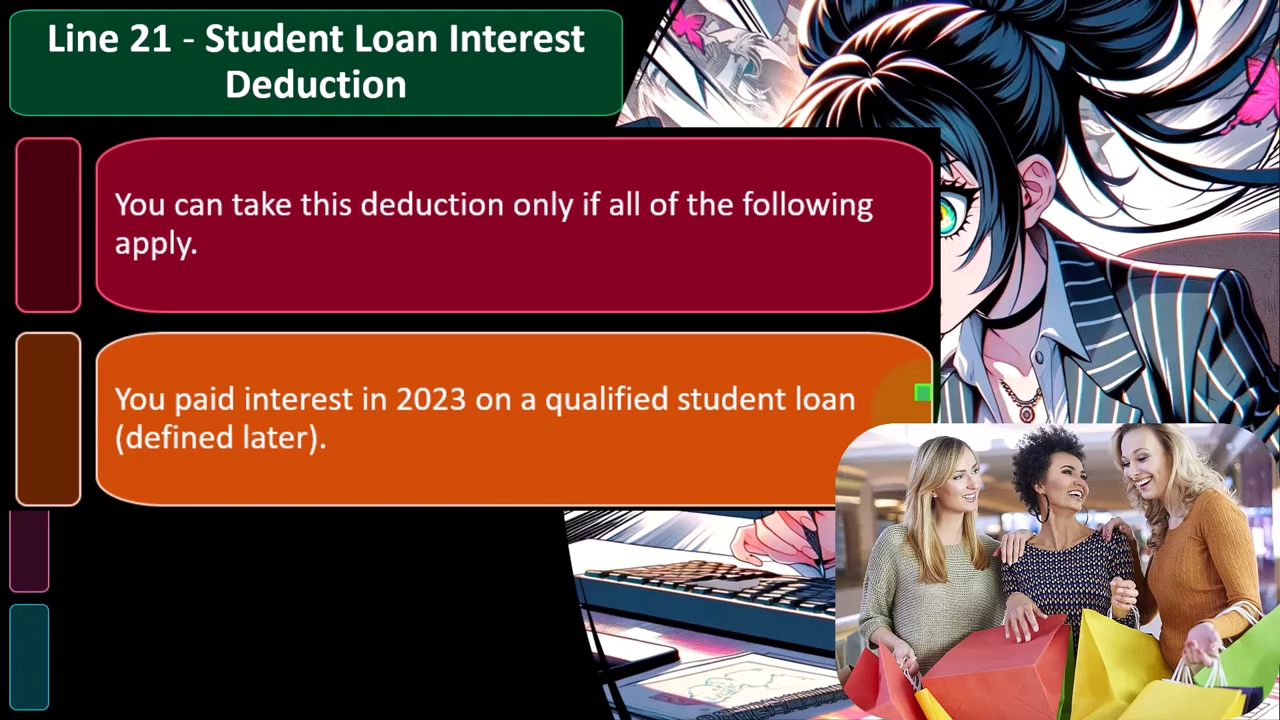 Line 21 - Student Loan Interest
Deduction
You can take this deduction only if all of the following
apply.
You paid interest in 2023 on a qualified student loan
(defined later).